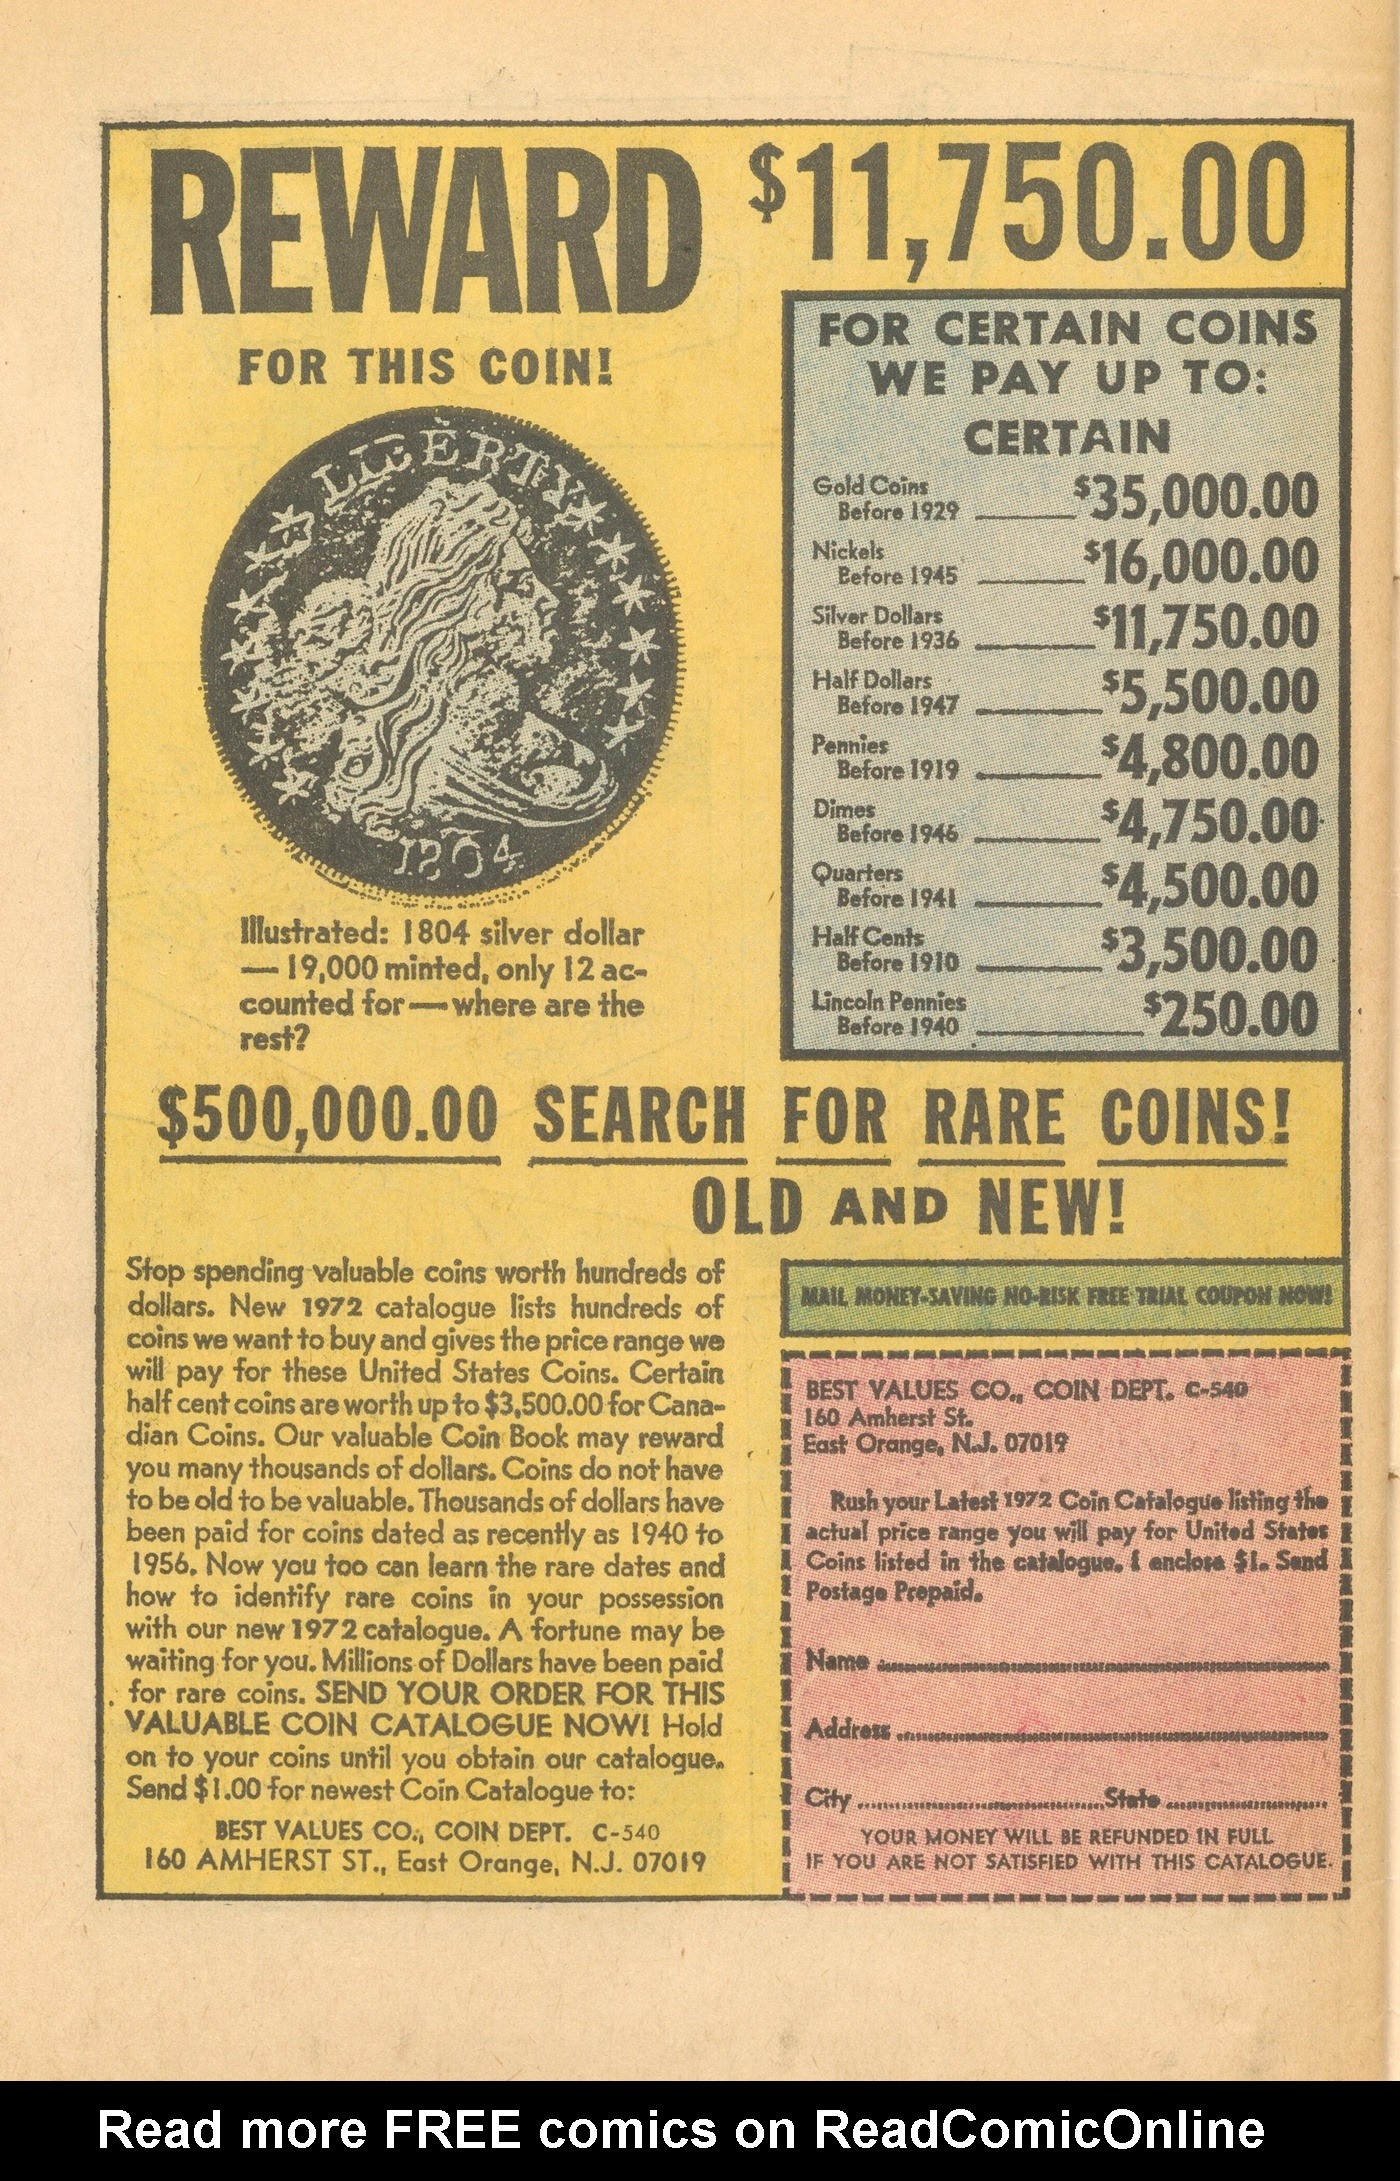 REWARD $11,750.00
FOR THIS COIN!
LIBERTY
1804
Illustrated: 1804 silver dollar
— 19,000 minted, only 12 ac-
counted for — where are the
rest?
FOR CERTAIN COINS
WE PAY UP TO:
CERTAIN
Gold Coins
Before 1929 $35,000.00
Nickels
Before 1945 $16,000.00
Silver Dollars
Before 1936 $11,750.00
Half Dollars
Before 1947 $5,500.00
Pennies
Before 1919 $4,800.00
Dimes
Before 1946 $4,750.00
Quarters
Before 1941 $4,500.00
Half Cents
Before 1910 $3,500.00
Lincoln Pennies
Before 1940 $250.00
$500,000.00 SEARCH FOR RARE COINS!
OLD AND NEW!
Stop spending valuable coins worth hundreds of
dollars. New 1972 catalogue lists hundreds of
coins we want to buy and gives the price range we
will pay for these United States Coins. Certain
half cent coins are worth up to $3,500.00 for Cana-
dian Coins. Our valuable Coin Book may reward
you many thousands of dollars. Coins do not have
to be old to be valuable. Thousands of dollars have
been paid for coins dated as recently as 1940 to
1956. Now you too can learn the rare dates and
how to identify rare coins in your possession
with our new 1972 catalogue. A fortune may be
waiting for you. Millions of Dollars have been paid
for rare coins. SEND YOUR ORDER FOR THIS
VALUABLE COIN CATALOGUE NOW! Hold
on to your coins until you obtain our catalogue.
Send $1.00 for newest Coin Catalogue to:
BEST VALUES CO., COIN DEPT. C-540
160 AMHERST ST., East Orange, N.J. 07019
MAIL MONEY-SAVING NO-RISK FREE TRIAL COUPON NOW!
BEST VALUES CO., COIN DEPT. C-540
160 Amherst St.
East Orange, N.J. 07019
Rush your Latest 1972 Coin Catalogue listing the
actual price range you will pay for United States
Coins listed in the catalogue. I enclose $1. Send
Postage Prepaid.
Name
Address
City State
YOUR MONEY WILL BE REFUNDED IN FULL
IF YOU ARE NOT SATISFIED WITH THIS CATALOGUE.
Read more FREE comics on ReadComicOnline